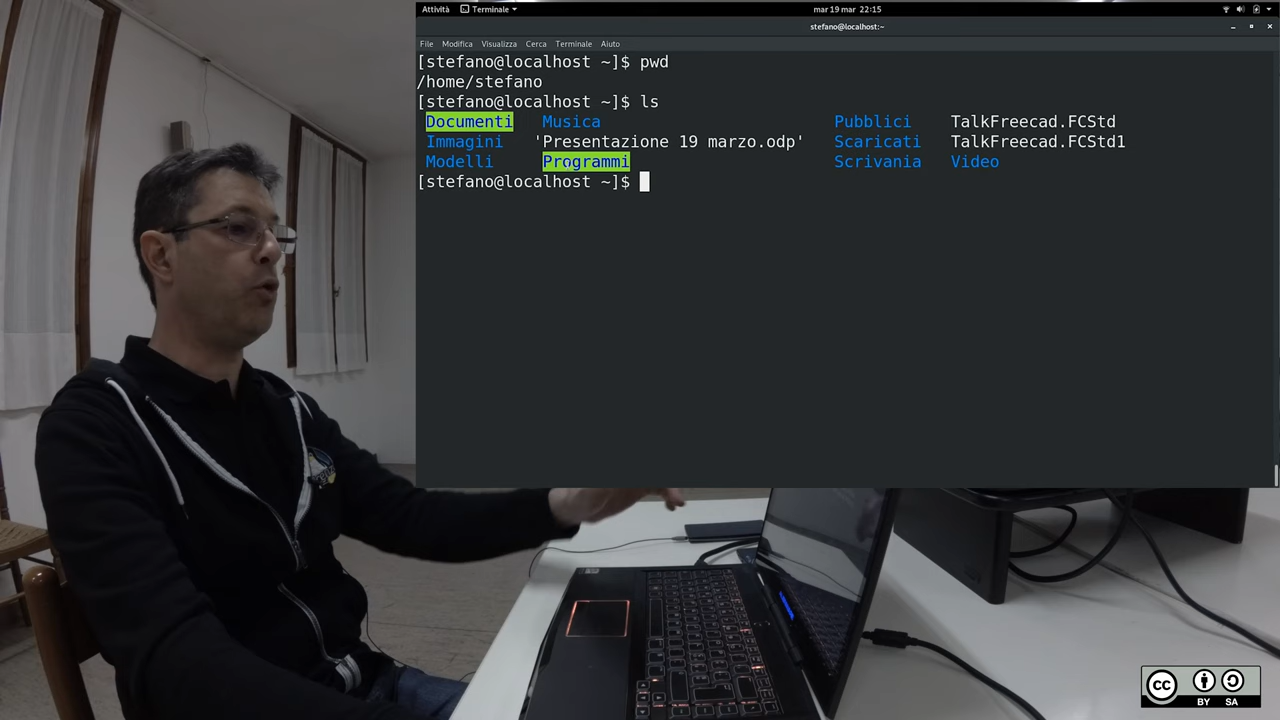 Attività Terminale mar 19 mar 22:15
stefano@localhost:~
File Modifica Visualizza Cerca Terminale Aiuto
[stefano@localhost ~]$ pwd
/home/stefano
[stefano@localhost ~]$ ls
Documenti Musica Pubblici TalkFreecad.FCStd
Immagini 'Presentazione 19 marzo.odp' Scaricati TalkFreecad.FCStd1
Modelli Programmi Scrivania Video
[stefano@localhost ~]$
cc
BY SA